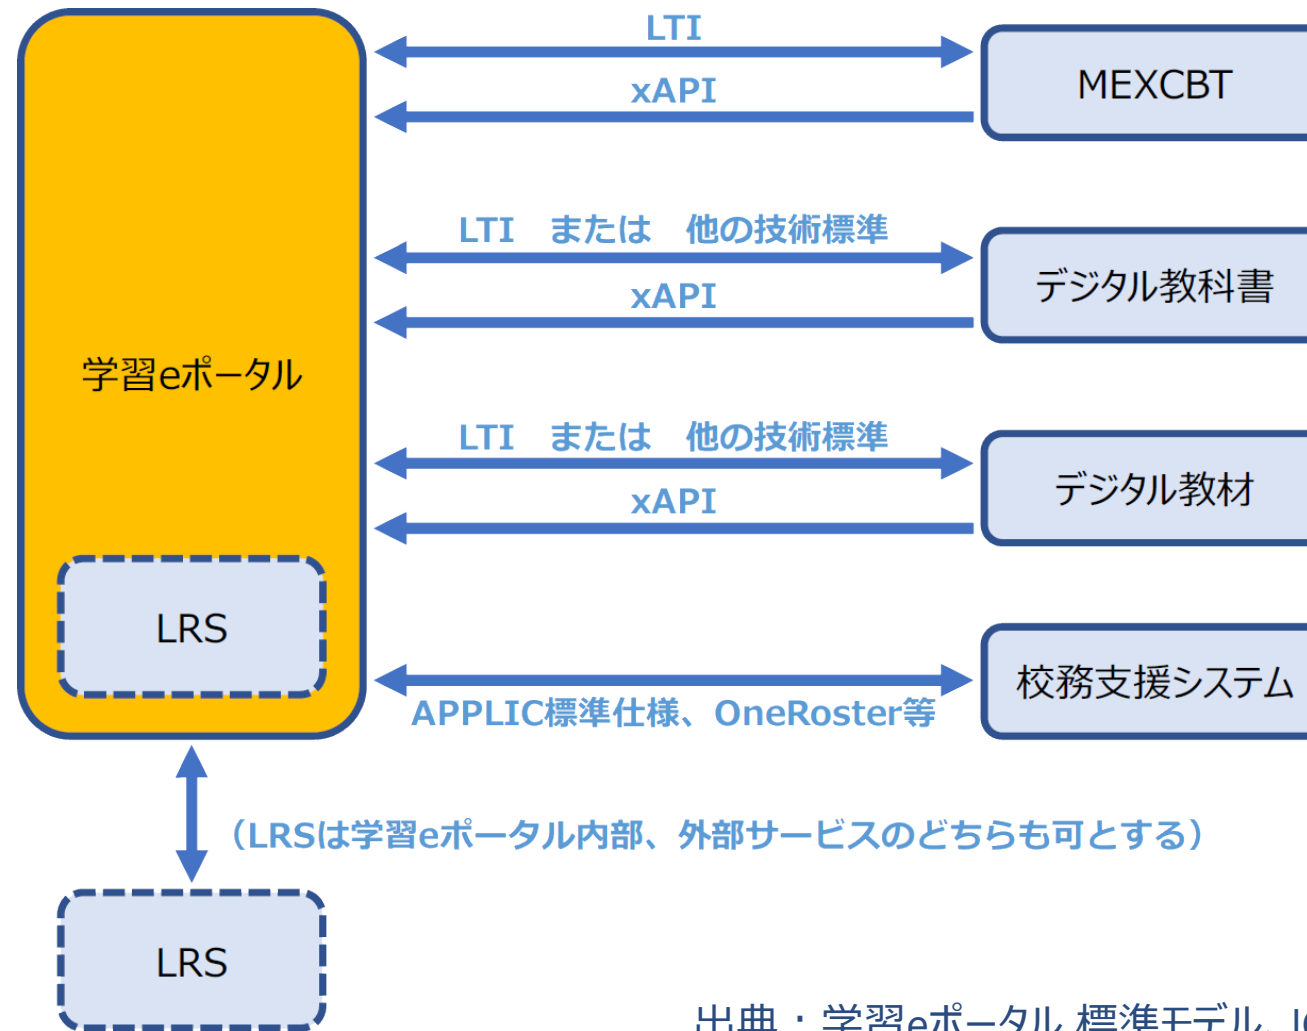 LTI
xAPI
MEXCBT
LTI　または　他の技術標準
xAPI
デジタル教科書
学習eポータル
LTI　または　他の技術標準
xAPI
デジタル教材
LRS
APPLIC標準仕様、OneRoster等
校務支援システム
（LRSは学習eポータル内部、外部サービスのどちらも可とする）
LRS
出典：学習eポータル 標準モデル、